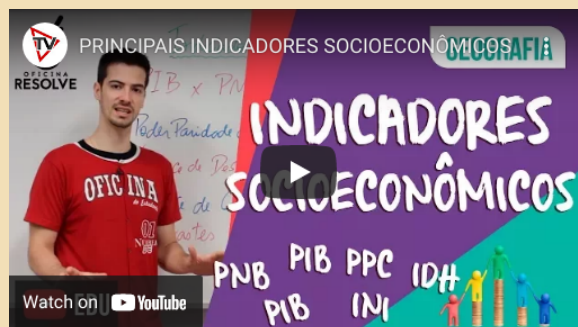 TV
OFICINA
RESOLVE
PRINCIPAIS INDICADORES SOCIOECONÔMICOS
GEOGRAFIA
PIB x PN
Poder Paridade
INDICADORES
SOCIOECONÔMICOS
OFICINA
PNB PIB PPC IDH
PIB INI
Watch on YouTube